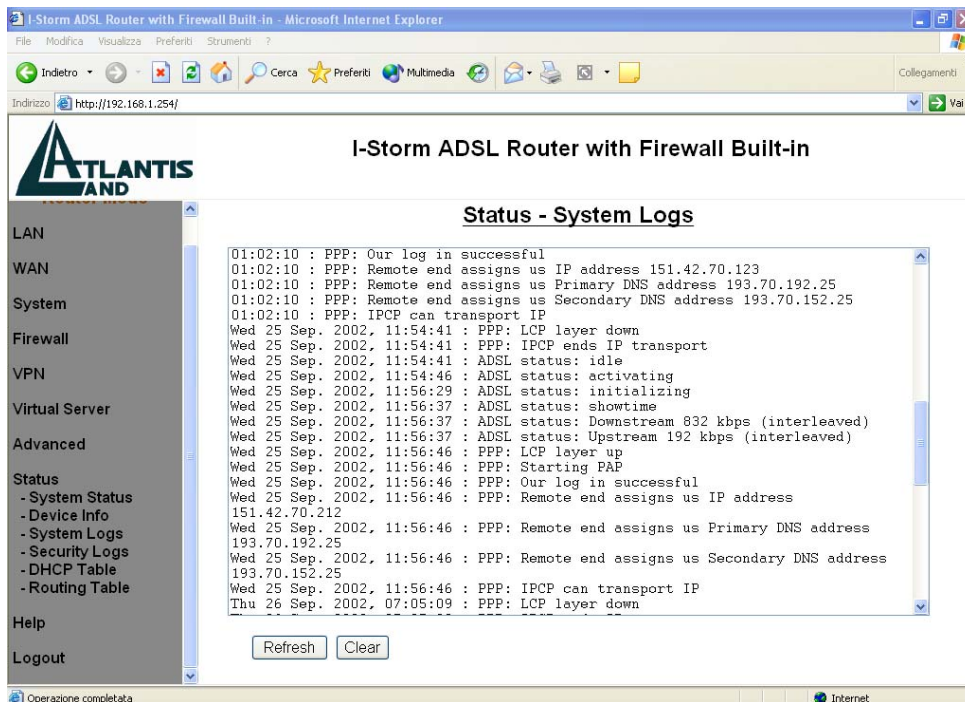 I-Storm ADSL Router with Firewall Built-in - Microsoft Internet Explorer
File Modifica Visualizza Preferiti Strumenti ?
Indietro Cerca Preferiti Multimedia Collegamenti
Indirizzo http://192.168.1.254/ Vai
ATLANTIS LAND
I-Storm ADSL Router with Firewall Built-in
Router Mode
LAN
WAN
System
Firewall
VPN
Virtual Server
Advanced
Status
- System Status
- Device Info
- System Logs
- Security Logs
- DHCP Table
- Routing Table
Help
Logout
Status - System Logs
01:02:10 : PPP: Our log in successful
01:02:10 : PPP: Remote end assigns us IP address 151.42.70.123
01:02:10 : PPP: Remote end assigns us Primary DNS address 193.70.192.25
01:02:10 : PPP: Remote end assigns us Secondary DNS address 193.70.152.25
01:02:10 : PPP: IPCP can transport IP
Wed 25 Sep. 2002, 11:54:41 : PPP: LCP layer down
Wed 25 Sep. 2002, 11:54:41 : PPP: IPCP ends IP transport
Wed 25 Sep. 2002, 11:54:41 : ADSL status: idle
Wed 25 Sep. 2002, 11:54:46 : ADSL status: activating
Wed 25 Sep. 2002, 11:56:29 : ADSL status: initializing
Wed 25 Sep. 2002, 11:56:37 : ADSL status: showtime
Wed 25 Sep. 2002, 11:56:37 : ADSL status: Downstream 832 kbps (interleaved)
Wed 25 Sep. 2002, 11:56:37 : ADSL status: Upstream 192 kbps (interleaved)
Wed 25 Sep. 2002, 11:56:46 : PPP: LCP layer up
Wed 25 Sep. 2002, 11:56:46 : PPP: Starting PAP
Wed 25 Sep. 2002, 11:56:46 : PPP: Our log in successful
Wed 25 Sep. 2002, 11:56:46 : PPP: Remote end assigns us IP address
151.42.70.212
Wed 25 Sep. 2002, 11:56:46 : PPP: Remote end assigns us Primary DNS address
193.70.192.25
Wed 25 Sep. 2002, 11:56:46 : PPP: Remote end assigns us Secondary DNS address
193.70.152.25
Wed 25 Sep. 2002, 11:56:46 : PPP: IPCP can transport IP
Thu 26 Sep. 2002, 07:05:09 : PPP: LCP layer down
Refresh Clear
Operazione completata Internet